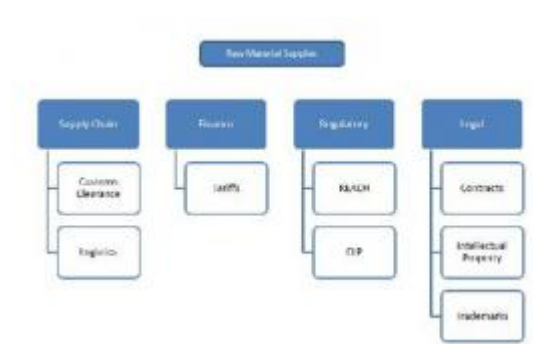 Raw Material Supplier
Supply Chain
Finance
Regulatory
Legal
Customs
Clearance
Tariffs
REACH
Contracts
Logistics
CLP
Intellectual
Property
Trademarks